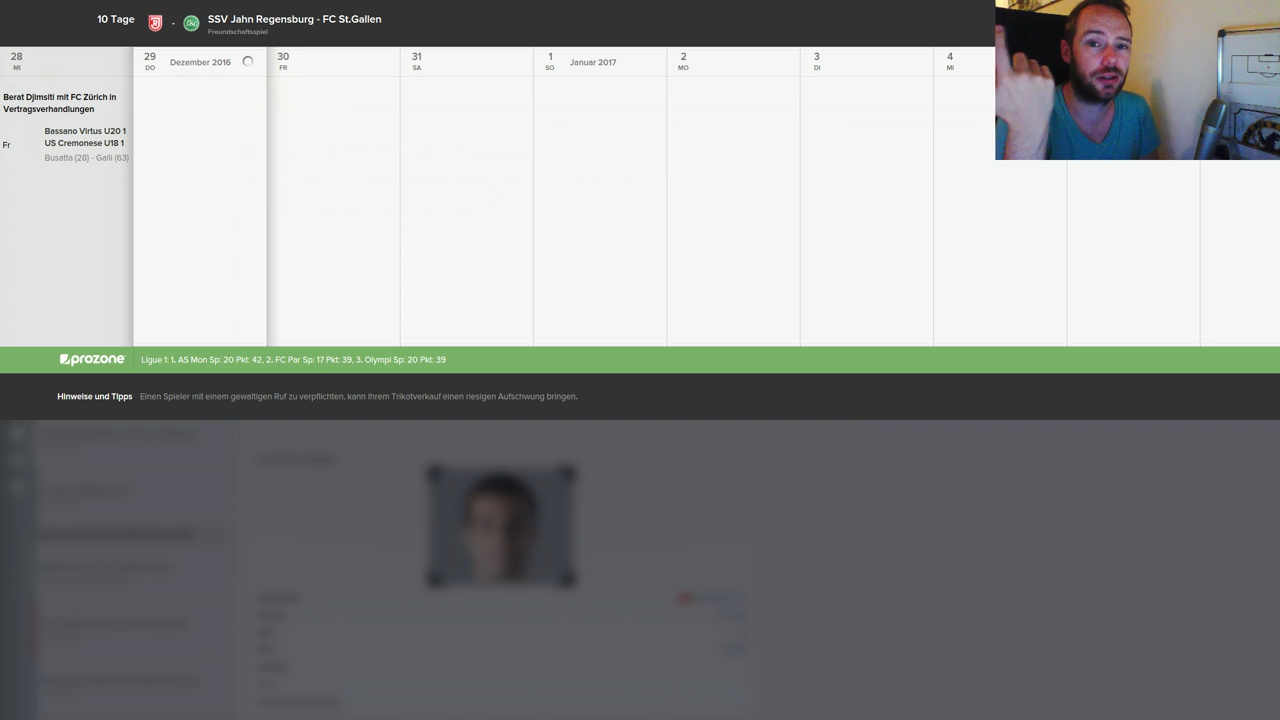 10 Tage
-
SSV Jahn Regensburg - FC St.Gallen
Freundschaftsspiel
28
MI
29
DO
Dezember 2016
30
FR
31
SA
1
SO
Januar 2017
2
MO
3
DI
4
MI
Berat Djimsiti mit FC Zürich in
Vertragsverhandlungen
Fr
Bassano Virtus U20 1
US Cremonese U18 1
Busatta (28) - Galli (63)
prozone
Ligue 1: 1. AS Mon Sp: 20 Pkt: 42, 2. FC Par Sp: 17 Pkt: 39, 3. Olympi Sp: 20 Pkt: 39
Hinweise und Tipps
Einen Spieler mit einem gewaltigen Ruf zu verpflichten, kann Ihrem Trikotverkauf einen riesigen Aufschwung bringen.